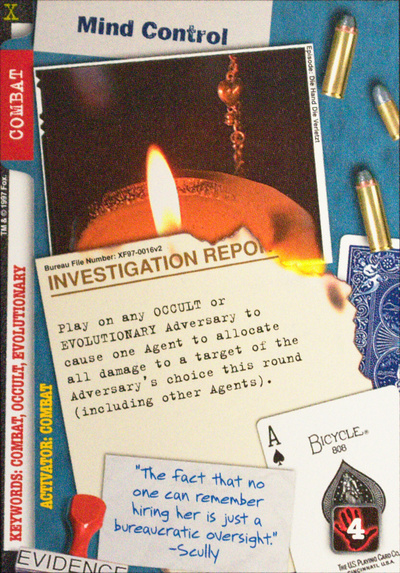 X
Mind Control
COMBAT
Episode: Die Hand Die Verletzt
TM & © 1997 Fox.
Bureau File Number: XF97-0016v2
INVESTIGATION REPO
Play on any OCCULT or
EVOLUTIONARY Adversary to
cause one Agent to allocate
all damage to a target of the
Adversary's choice this round
(including other Agents).
KEYWORDS: COMBAT, OCCULT, EVOLUTIONARY
ACTIVATOR: COMBAT
A
BICYCLE®
808
"The fact that no
one can remember
hiring her is just a
bureaucratic oversight."
-Scully
4
THE U.S. PLAYING CARD CO.
CINCINNATI, U.S.A.
EVIDENCE